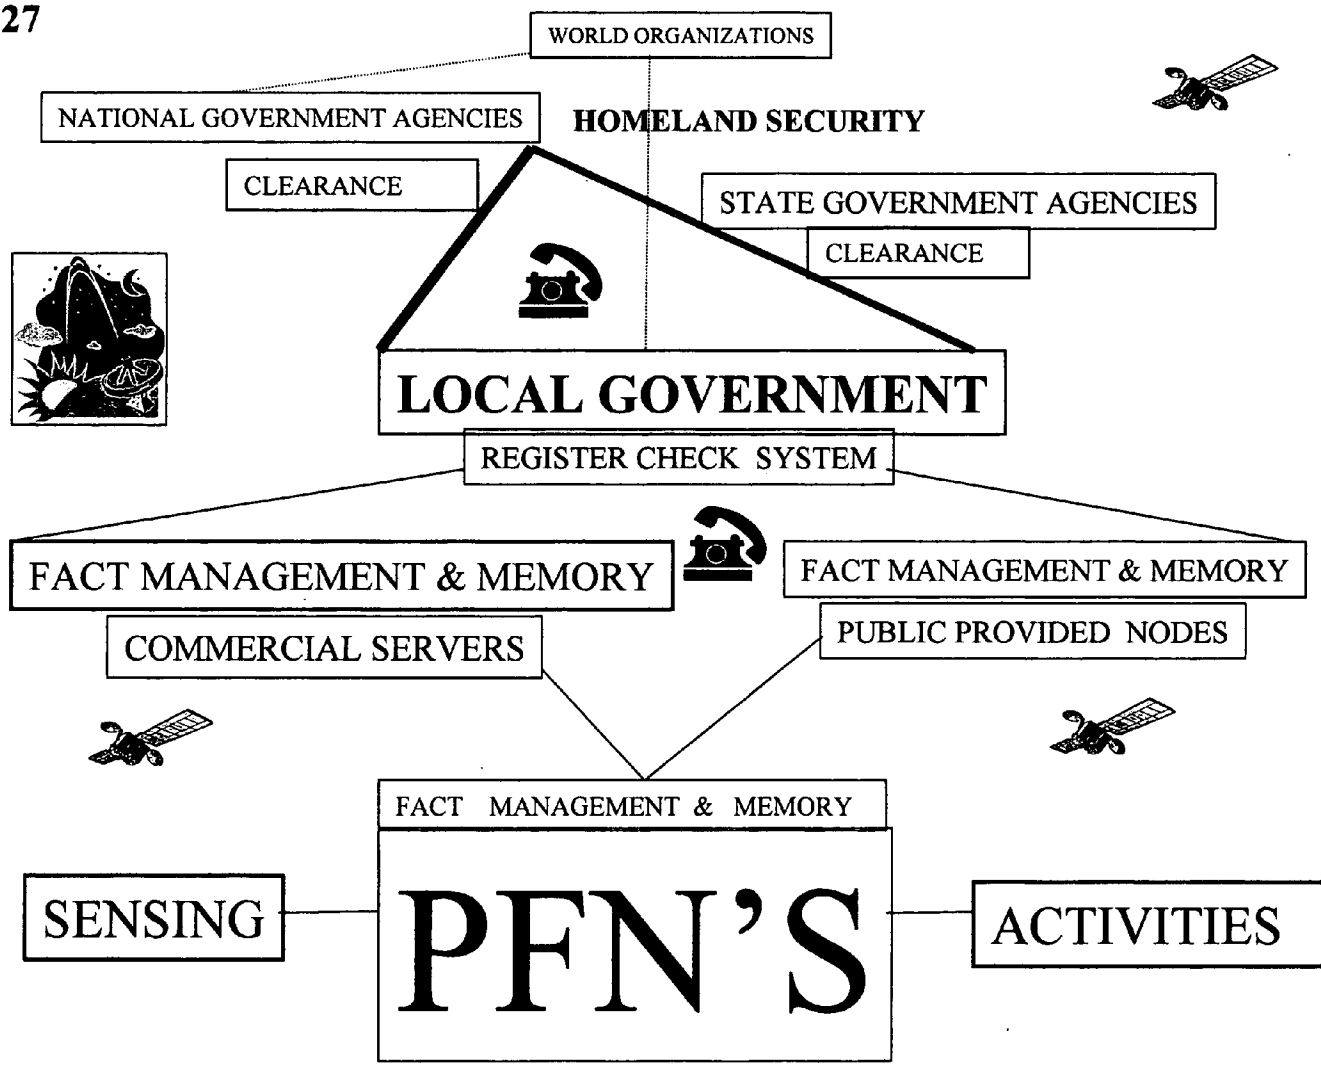 27
WORLD ORGANIZATIONS
NATIONAL GOVERNMENT AGENCIES
HOMELAND SECURITY
CLEARANCE
STATE GOVERNMENT AGENCIES
CLEARANCE
LOCAL GOVERNMENT
REGISTER CHECK SYSTEM
FACT MANAGEMENT & MEMORY
FACT MANAGEMENT & MEMORY
COMMERCIAL SERVERS
PUBLIC PROVIDED NODES
FACT MANAGEMENT & MEMORY
SENSING
PFN'S
ACTIVITIES